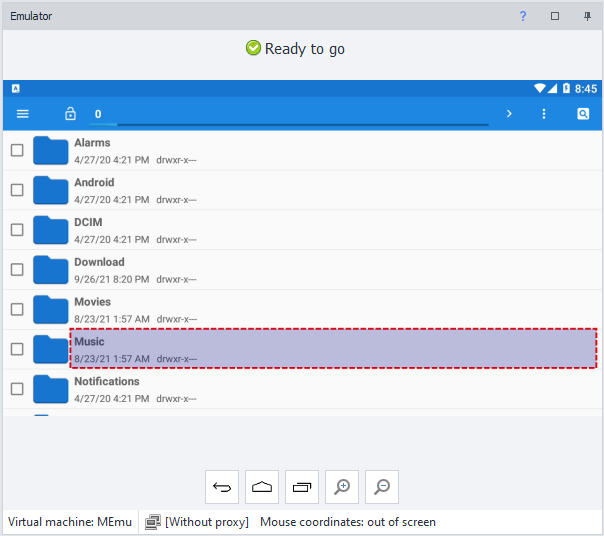 Emulator
?
Ready to go
A
8:45
0
Alarms
4/27/20 4:21 PM drwxr-x---
Android
4/27/20 4:21 PM drwxr-x---
DCIM
4/27/20 4:21 PM drwxr-x---
Download
9/26/21 8:20 PM drwxr-x---
Movies
8/23/21 1:57 AM drwxr-x---
Music
8/23/21 1:57 AM drwxr-x---
Notifications
4/27/20 4:21 PM drwxr-x---
Virtual machine: MEmu [Without proxy] Mouse coordinates: out of screen